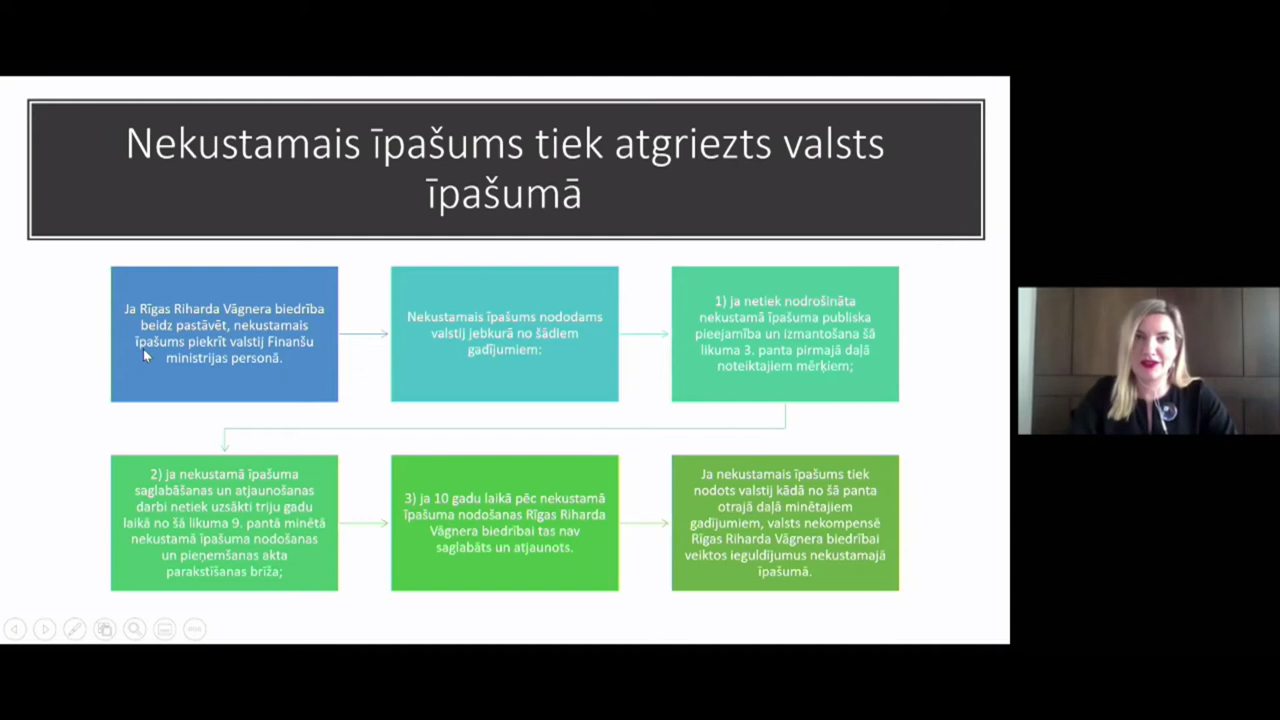 Nekustamais īpašums tiek atgriezts valsts
īpašumā
Ja Rīgas Riharda Vāgnera biedrība
beidz pastāvēt, nekustamais
īpašums piekrīt valstij Finanšu
ministrijas personā.
Nekustamais īpašums nododams
valstij jebkurā no šādiem
gadījumiem:
1) ja netiek nodrošināta
nekustamā īpašuma publiska
pieejamība un izmantošana šā
likuma 3. panta pirmajā daļā
noteiktajiem mērķiem;
2) ja nekustamā īpašuma
saglabāšanas un atjaunošanas
darbi netiek uzsākti triju gadu
laikā no šā likuma 9. pantā minētā
nekustamā īpašuma nodošanas
un pieņemšanas akta
parakstīšanas brīža;
3) ja 10 gadu laikā pēc nekustamā
īpašuma nodošanas Rīgas Riharda
Vāgnera biedrībai tas nav
saglabāts un atjaunots.
Ja nekustamais īpašums tiek
nodots valstij kādā no šā panta
otrajā daļā minētajiem
gadījumiem, valsts nekompensē
Rīgas Riharda Vāgnera biedrībai
veiktos ieguldījumus nekustamajā
īpašumā.